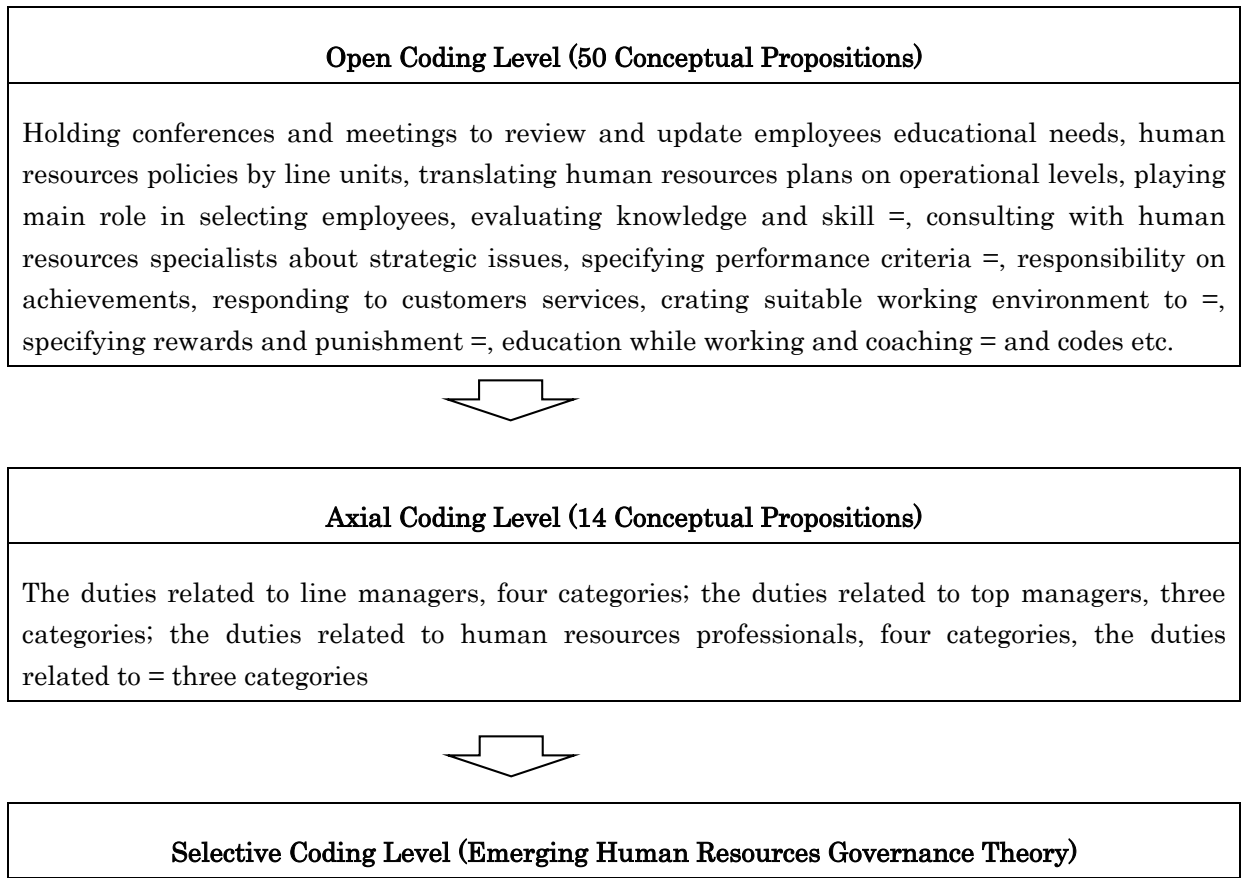 Open Coding Level (50 Conceptual Propositions)
Holding conferences and meetings to review and update employees educational needs, human
resources policies by line units, translating human resources plans on operational levels, playing
main role in selecting employees, evaluating knowledge and skill =, consulting with human
resources specialists about strategic issues, specifying performance criteria =, responsibility on
achievements, responding to customers services, crating suitable working environment to =,
specifying rewards and punishment =, education while working and coaching = and codes etc.
Axial Coding Level (14 Conceptual Propositions)
The duties related to line managers, four categories; the duties related to top managers, three
categories; the duties related to human resources professionals, four categories, the duties
related to = three categories
Selective Coding Level (Emerging Human Resources Governance Theory)